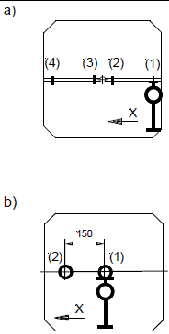 a)
(4) (3) (2) (1)
X
b)
150
(2) (1)
X